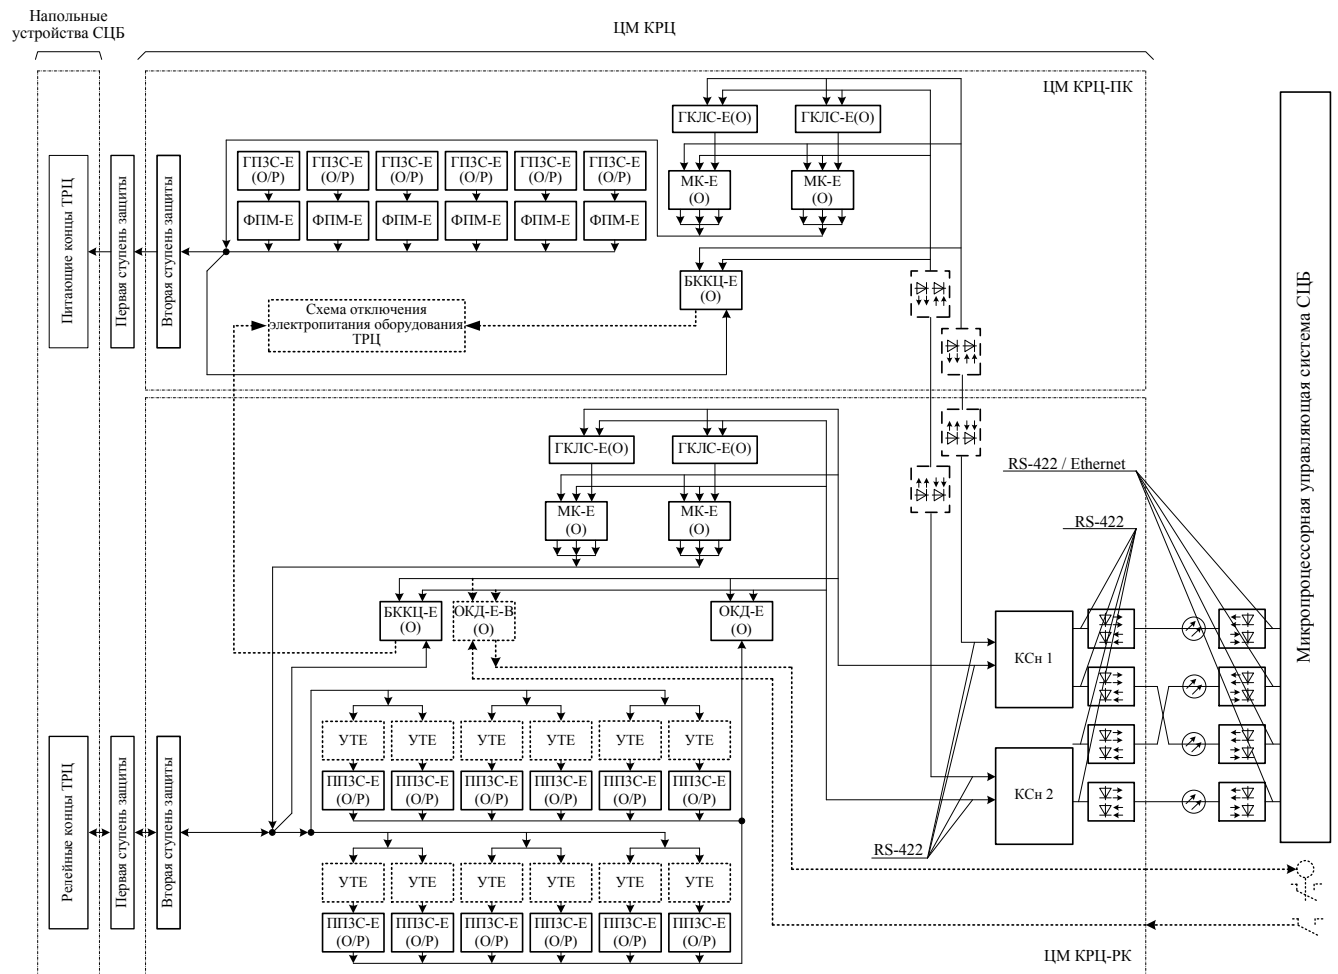 Напольные
устройства СЦБ
ЦМ КРЦ
ЦМ КРЦ-ПК
ГКЛС-Е(О)
ГКЛС-Е(О)
ГПЗС-Е
(О/Р)
ГПЗС-Е
(О/Р)
ГПЗС-Е
(О/Р)
ГПЗС-Е
(О/Р)
ГПЗС-Е
(О/Р)
ГПЗС-Е
(О/Р)
МК-Е
(О)
МК-Е
(О)
ФПМ-Е
ФПМ-Е
ФПМ-Е
ФПМ-Е
ФПМ-Е
ФПМ-Е
Питающие концы ТРЦ
Первая ступень защиты
Вторая ступень защиты
БККЦ-Е
(О)
Схема отключения
электропитания оборудования
ТРЦ
Микропроцессорная управляющая система СЦБ
ГКЛС-Е(О)
ГКЛС-Е(О)
RS-422 / Ethernet
МК-Е
(О)
МК-Е
(О)
RS-422
БККЦ-Е
(О)
ОКД-Е-В
(О)
ОКД-Е
(О)
КСн 1
УТЕ
УТЕ
УТЕ
УТЕ
УТЕ
УТЕ
ППЗС-Е
(О/Р)
ППЗС-Е
(О/Р)
ППЗС-Е
(О/Р)
ППЗС-Е
(О/Р)
ППЗС-Е
(О/Р)
ППЗС-Е
(О/Р)
КСн 2
Релейные концы ТРЦ
Первая ступень защиты
Вторая ступень защиты
RS-422
УТЕ
УТЕ
УТЕ
УТЕ
УТЕ
УТЕ
ППЗС-Е
(О/Р)
ППЗС-Е
(О/Р)
ППЗС-Е
(О/Р)
ППЗС-Е
(О/Р)
ППЗС-Е
(О/Р)
ППЗС-Е
(О/Р)
ЦМ КРЦ-РК